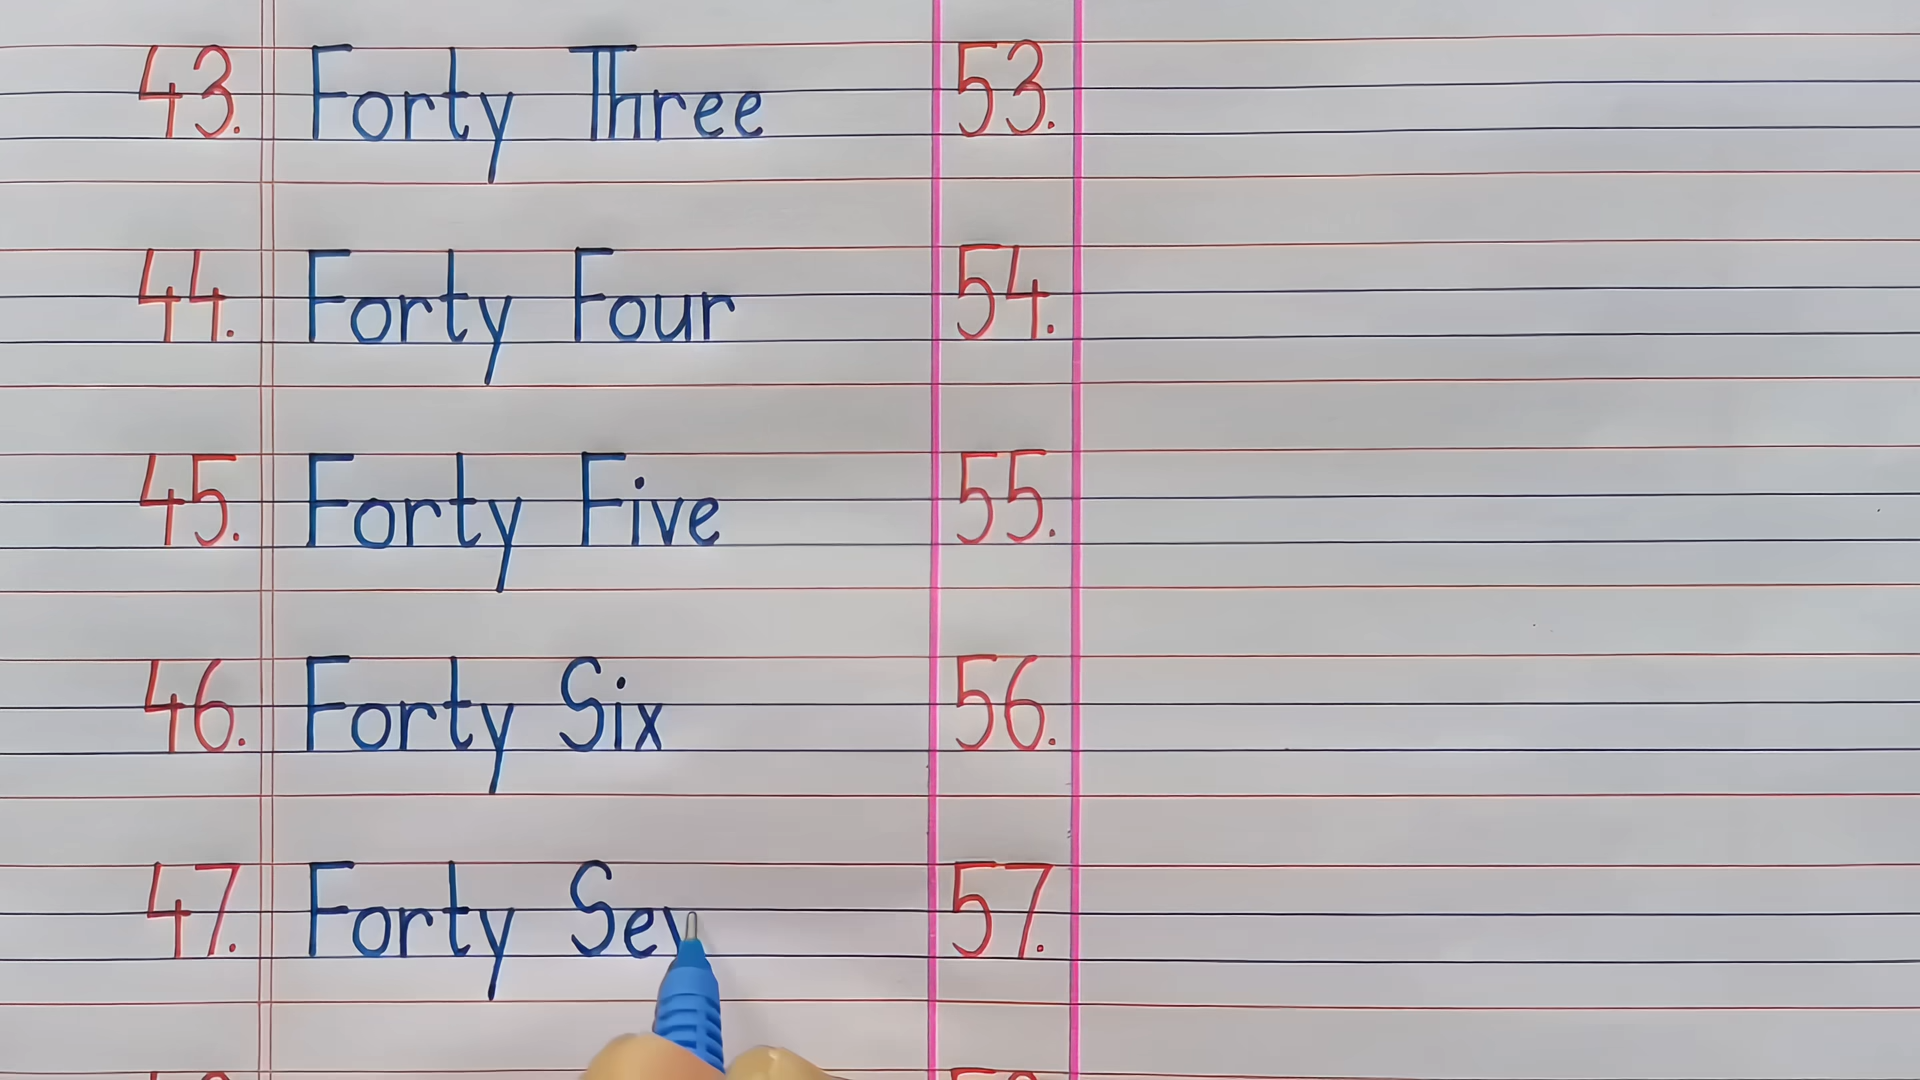 43. Forty Three 53.
44. Forty Four 54.
45. Forty Five 55.
46. Forty Six 56.
47. Forty Sev 57.